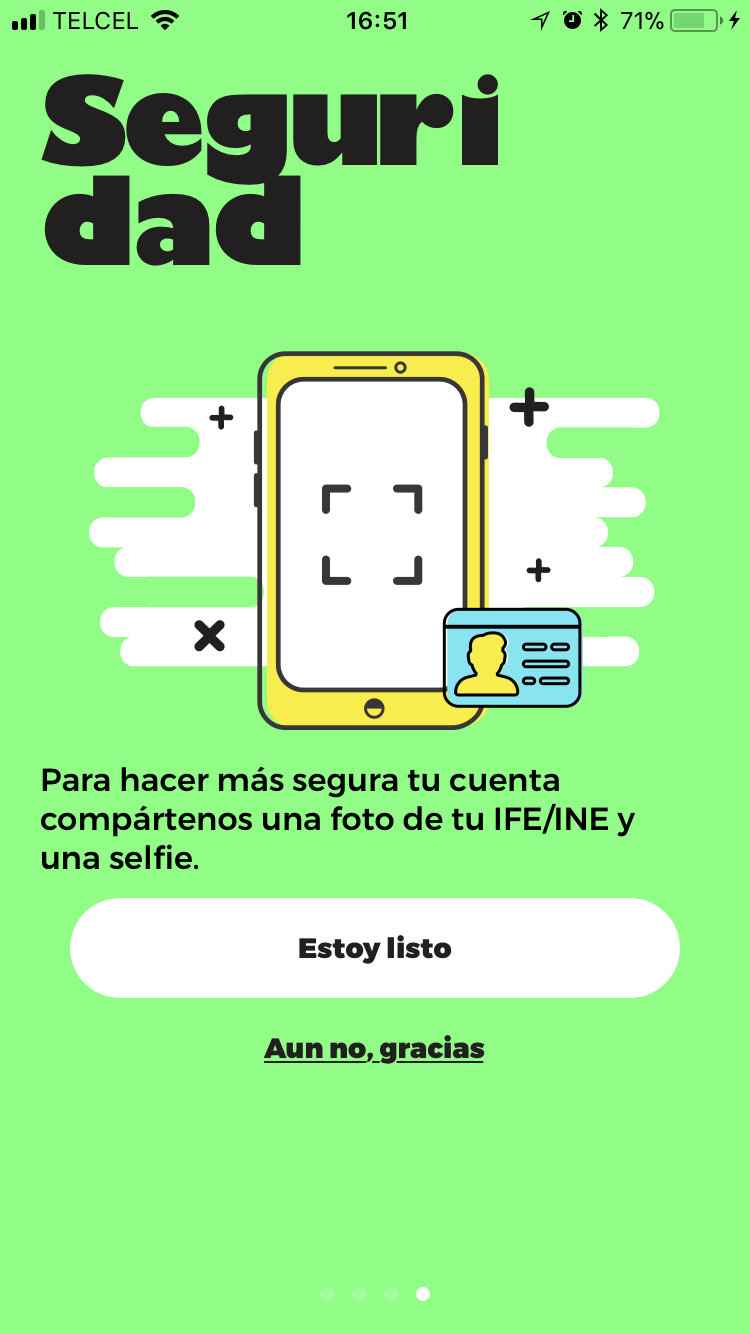 TELCEL 16:51 71%
Seguri
dad
Para hacer más segura tu cuenta
compártenos una foto de tu IFE/INE y
una selfie.
Estoy listo
Aun no, gracias